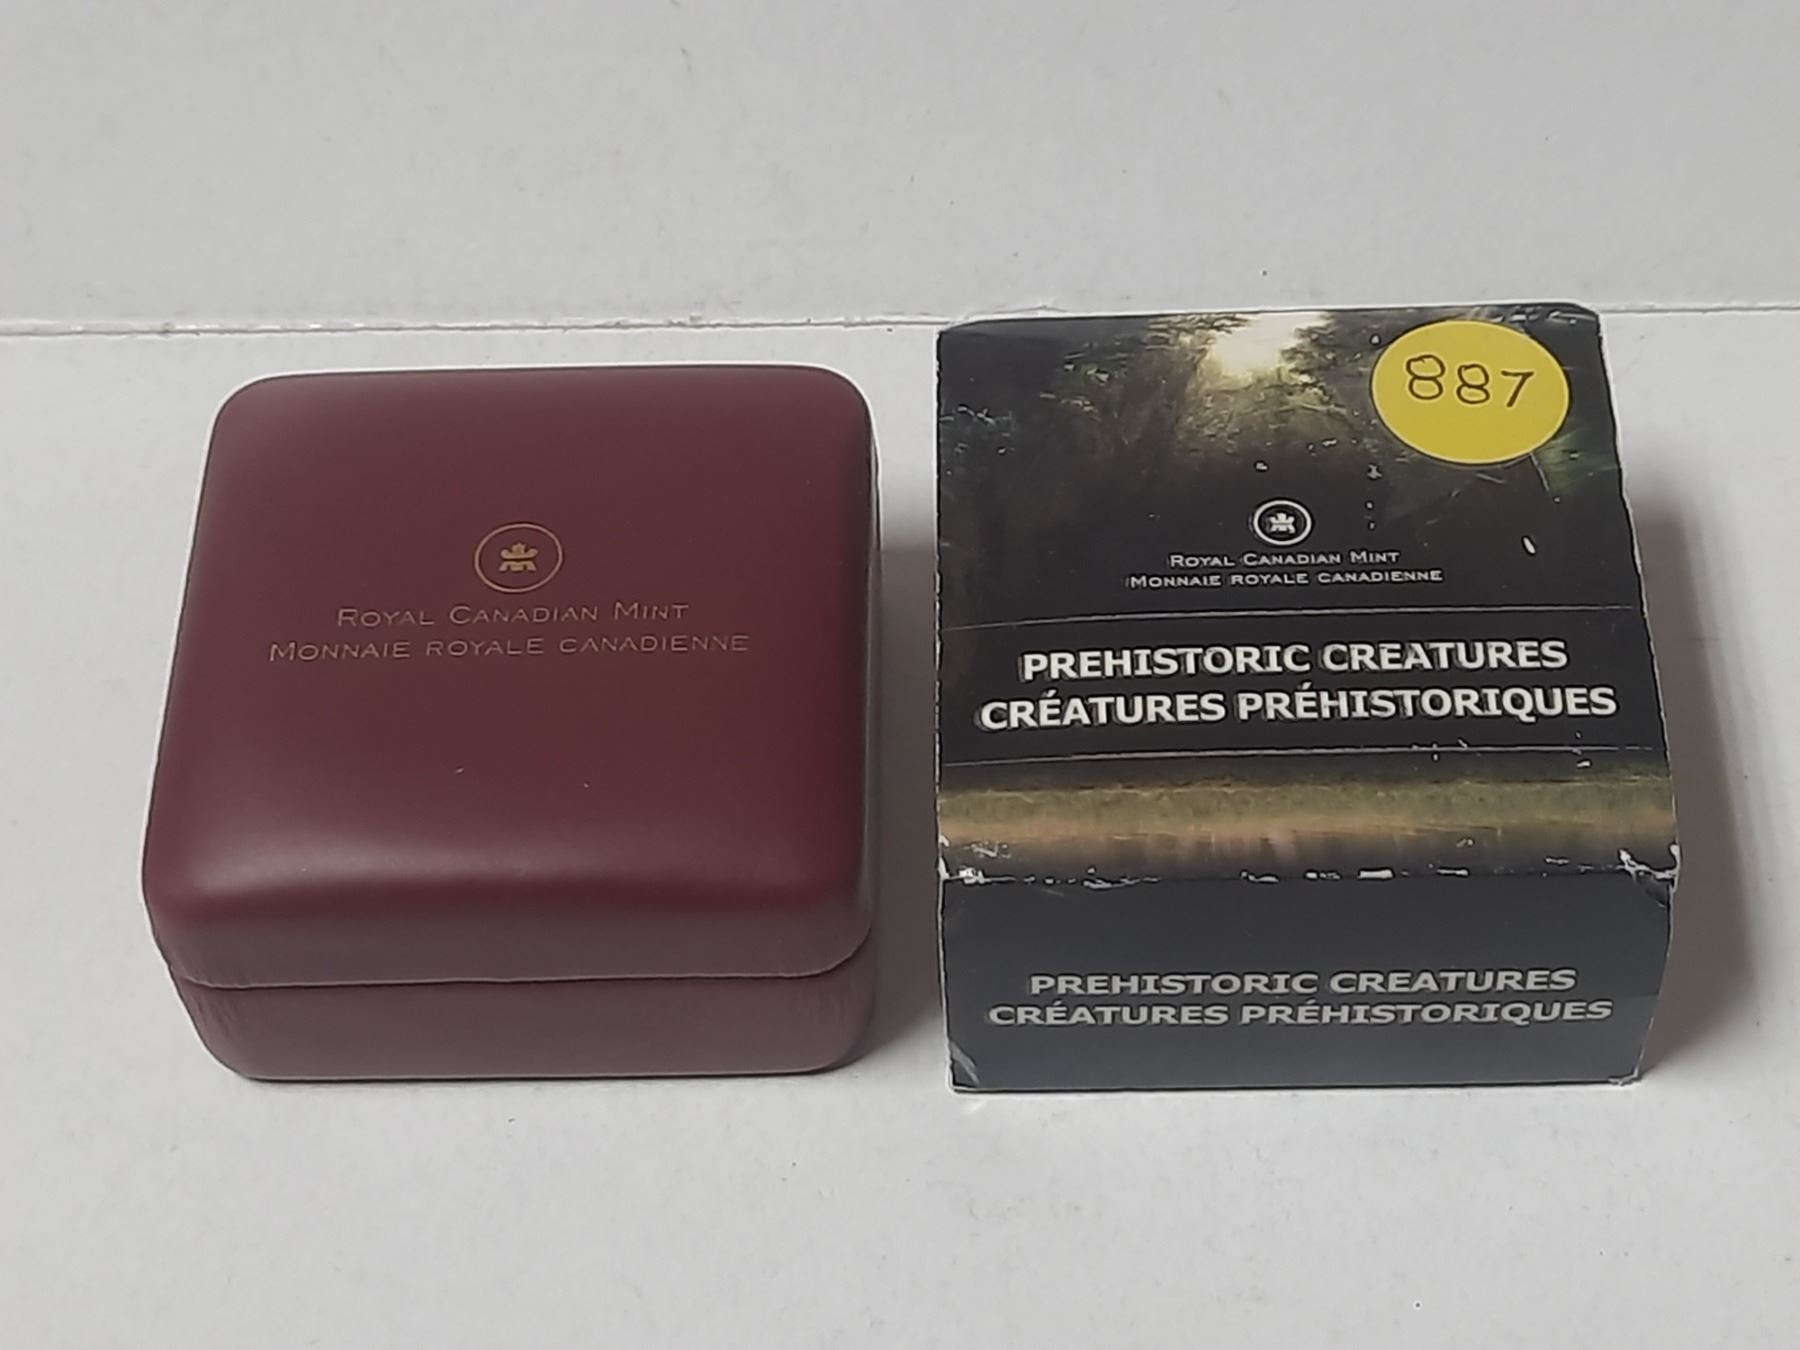 ROYAL CANADIAN MINT
MONNAIE ROYALE CANADIENNE
887
ROYAL CANADIAN MINT
MONNAIE ROYALE CANADIENNE
PREHISTORIC CREATURES
CRÉATURES PRÉHISTORIQUES
PREHISTORIC CREATURES
CRÉATURES PRÉHISTORIQUES